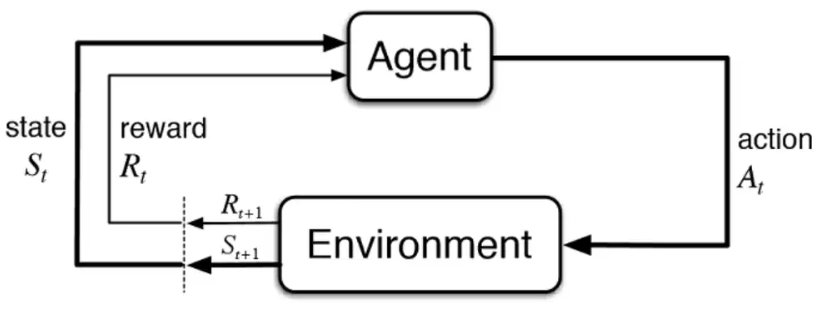 Agent
state
S_t
reward
R_t
action
A_t
R_{t+1}
S_{t+1}
Environment